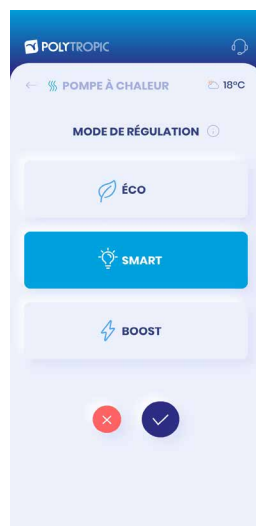 POLYTROPIC
POMPE À CHALEUR 18°C
MODE DE RÉGULATION
ÉCO
SMART
BOOST